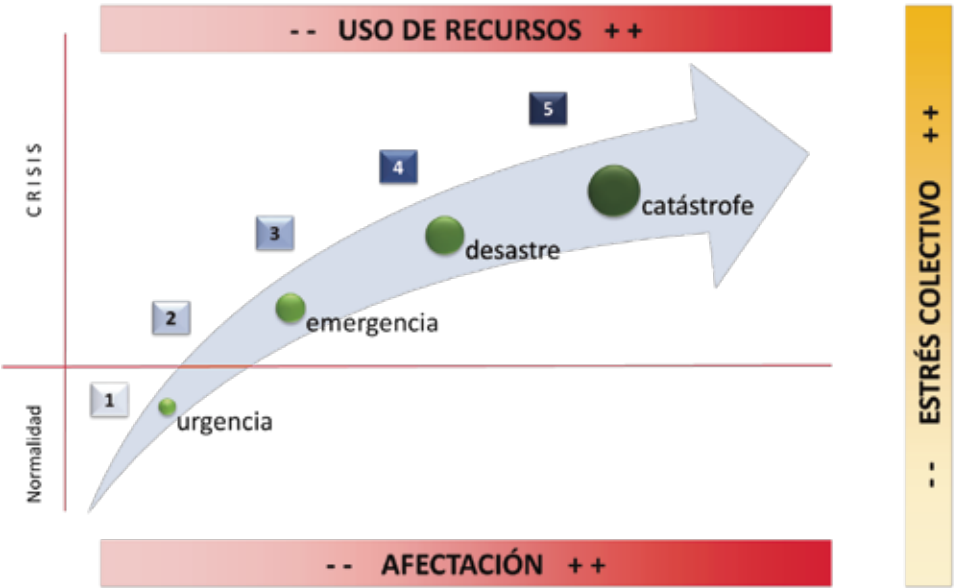 -- USO DE RECURSOS ++
5
4
CRISIS
catástrofe
3
desastre
2
emergencia
1
urgencia
Normalidad
-- ESTRÉS COLECTIVO ++
-- AFECTACIÓN ++